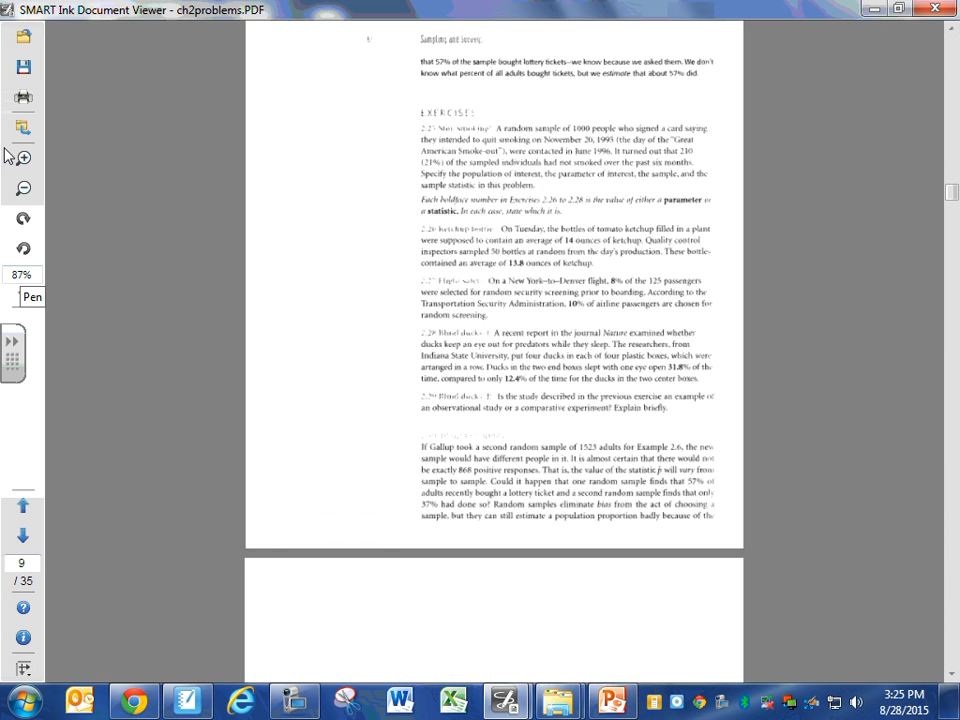 SMART Ink Document Viewer - ch2problems.PDF
Sampling and
that 57% of the sample bought lottery tickets—we know because we asked them. We don't
know what percent of all adults bought tickets, but we estimate that about 57% did.
EXERCISES
A random sample of 1000 people who signed a card saying
they intended to quit smoking on November 20, 1995 (the day of the "Great
American Smoke-out"), were contacted in June 1996. It turned out that 210
(21%) of the sampled individuals had not smoked over the past six months.
Specify the population of interest, the parameter of interest, the sample, and the
sample statistic in this problem.
Each boldface number in Exercises 2.26 to 2.28 is the value of either a parameter or
a statistic. In each case, state which it is.
2.26 Ketchup On Tuesday, the bottles of tomato ketchup filled in a plant
were supposed to contain an average of 14 ounces of ketchup. Quality control
inspectors sampled 50 bottles at random from the day's production. These bottles
contained an average of 13.8 ounces of ketchup.
2.27 Flight On a New York-to-Denver flight, 8% of the 125 passengers
were selected for random security screening prior to boarding. According to the
Transportation Security Administration, 10% of airline passengers are chosen for
random screening.
2.28 ducks A recent report in the journal Nature examined whether
ducks keep an eye out for predators while they sleep. The researchers, from
Indiana State University, put four ducks in each of four plastic boxes, which were
arranged in a row. Ducks in the two end boxes slept with one eye open 31.8% of the
time, compared to only 12.4% of the time for the ducks in the two center boxes.
2.29 Is the study described in the previous exercise an example of
an observational study or a comparative experiment? Explain briefly.
If Gallup took a second random sample of 1523 adults for Example 2.6, the new
sample would have different people in it. It is almost certain that there would not
be exactly 868 positive responses. That is, the value of the statistic p̂ will vary from
sample to sample. Could it happen that one random sample finds that 57% of
adults recently bought a lottery ticket and a second random sample finds that only
37% had done so? Random samples eliminate bias from the act of choosing a
sample, but they can still estimate a population proportion badly because of the
87%
Pen
9
/ 35
3:25 PM
8/28/2015